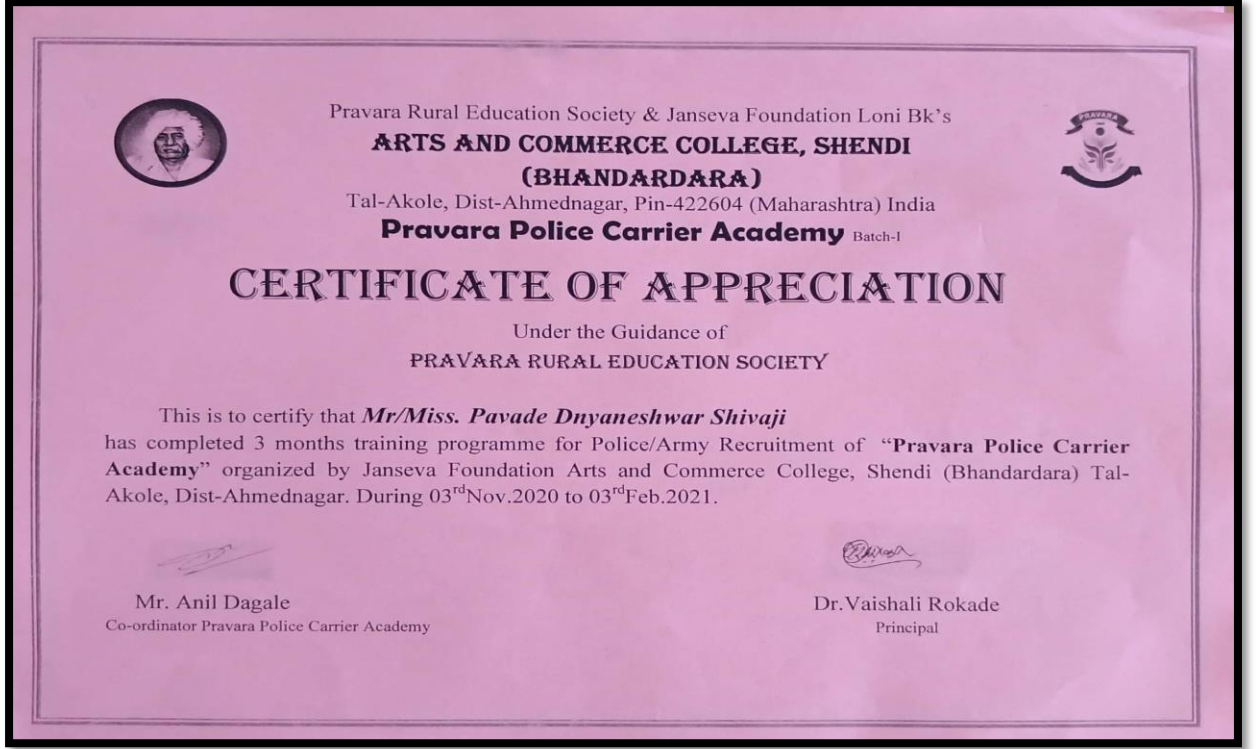 Pravara Rural Education Society & Janseva Foundation Loni Bk's
ARTS AND COMMERCE COLLEGE, SHENDI
(BHANDARDARA)
Tal-Akole, Dist-Ahmednagar, Pin-422604 (Maharashtra) India
Pravara Police Carrier Academy Batch-I
PRAVARA
CERTIFICATE OF APPRECIATION
Under the Guidance of
PRAVARA RURAL EDUCATION SOCIETY
This is to certify that Mr/Miss. Pavade Dnyaneshwar Shivaji
has completed 3 months training programme for Police/Army Recruitment of “Pravara Police Carrier
Academy” organized by Janseva Foundation Arts and Commerce College, Shendi (Bhandardara) Tal-
Akole, Dist-Ahmednagar. During 03rdNov.2020 to 03rdFeb.2021.
Mr. Anil Dagale
Co-ordinator Pravara Police Carrier Academy
Dr.Vaishali Rokade
Principal